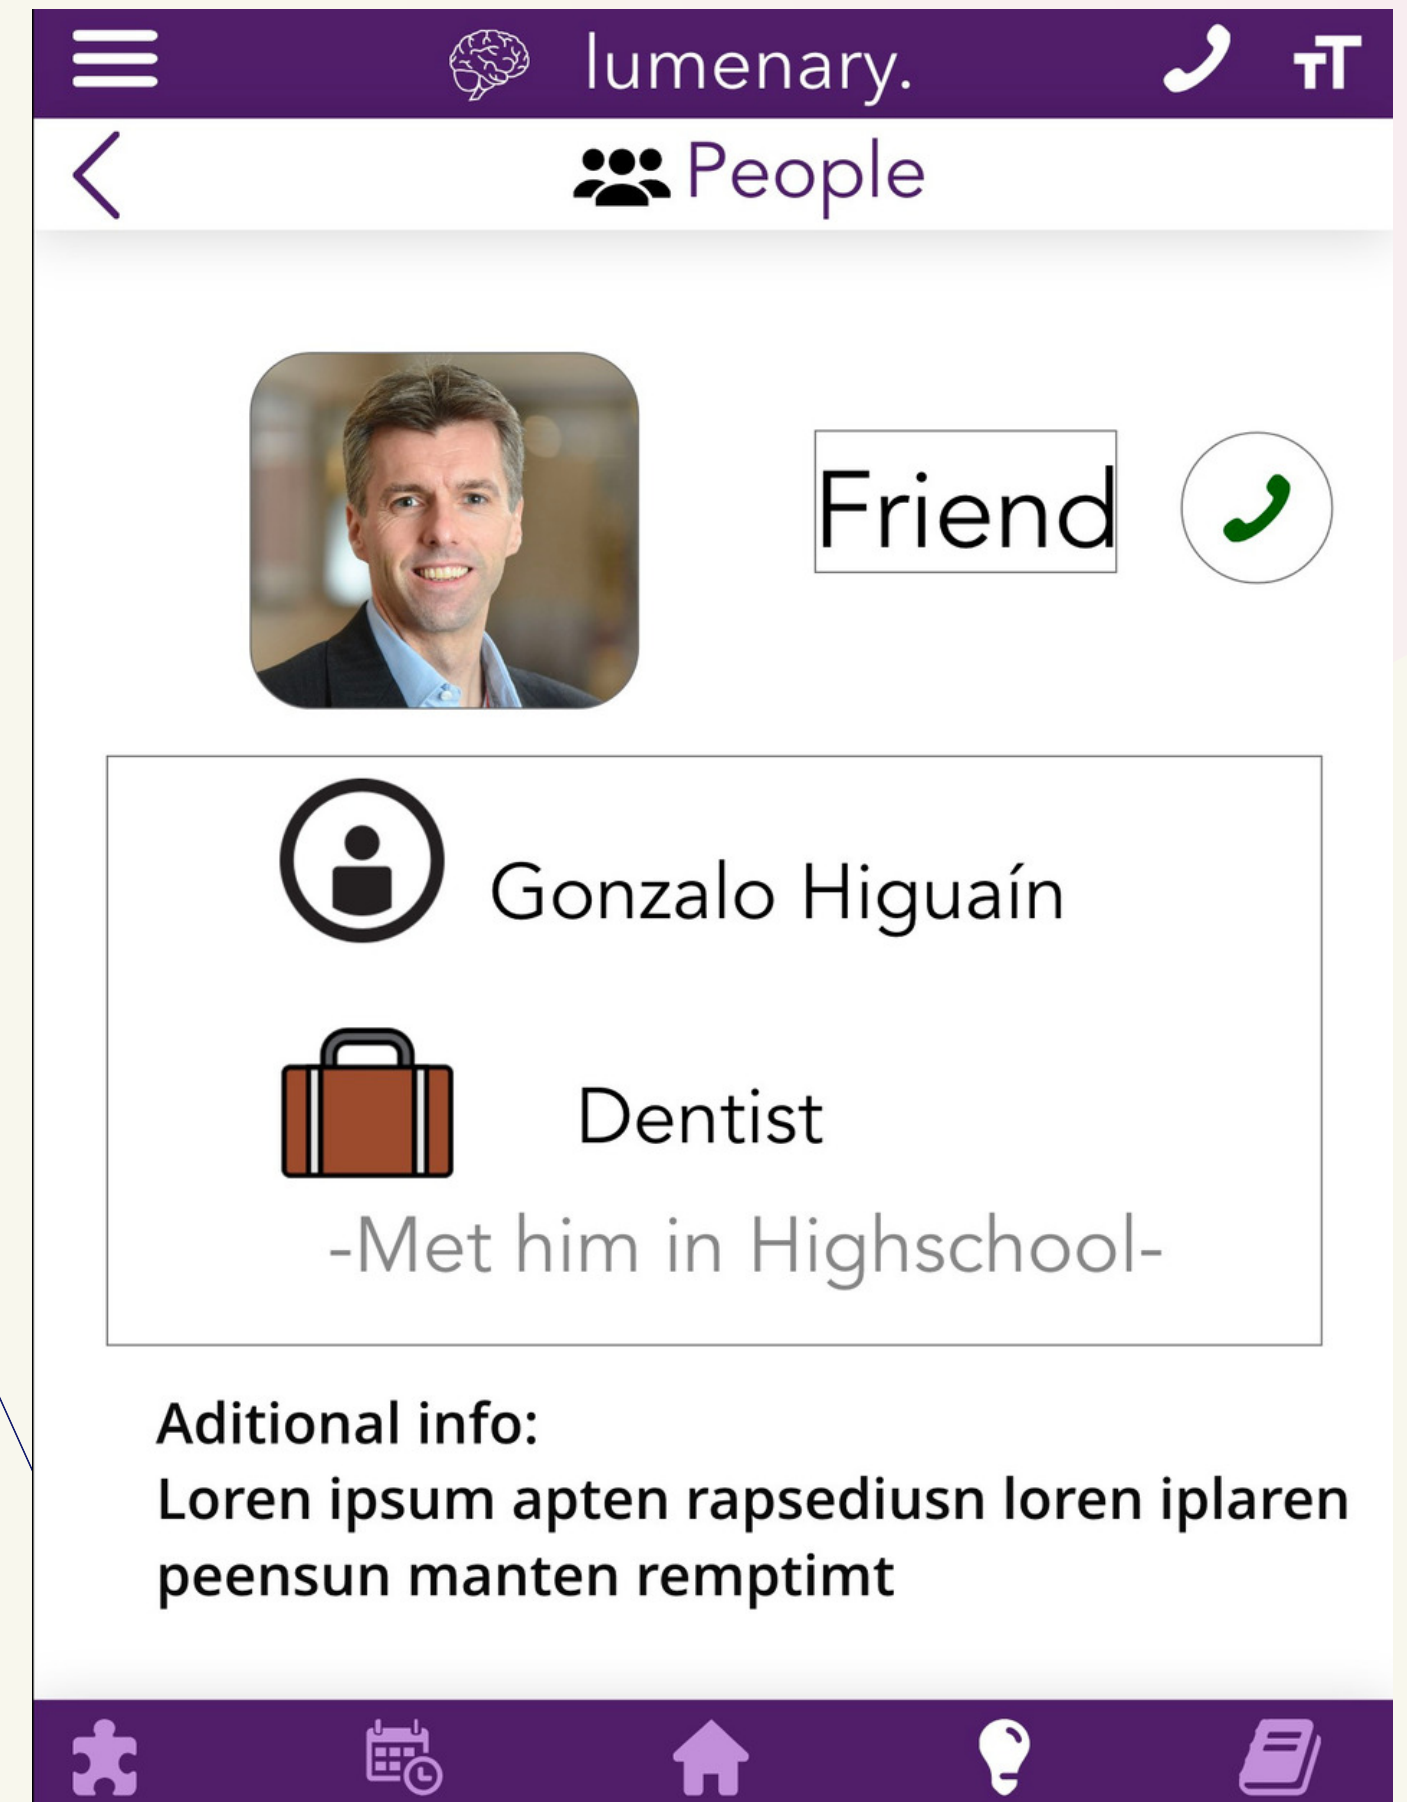 lumenary.
TT
People
Friend
Gonzalo Higuaín
Dentist
-Met him in Highschool-
Aditional info:
Loren ipsum apten rapsediusn loren iplaren
peensun manten remptimt